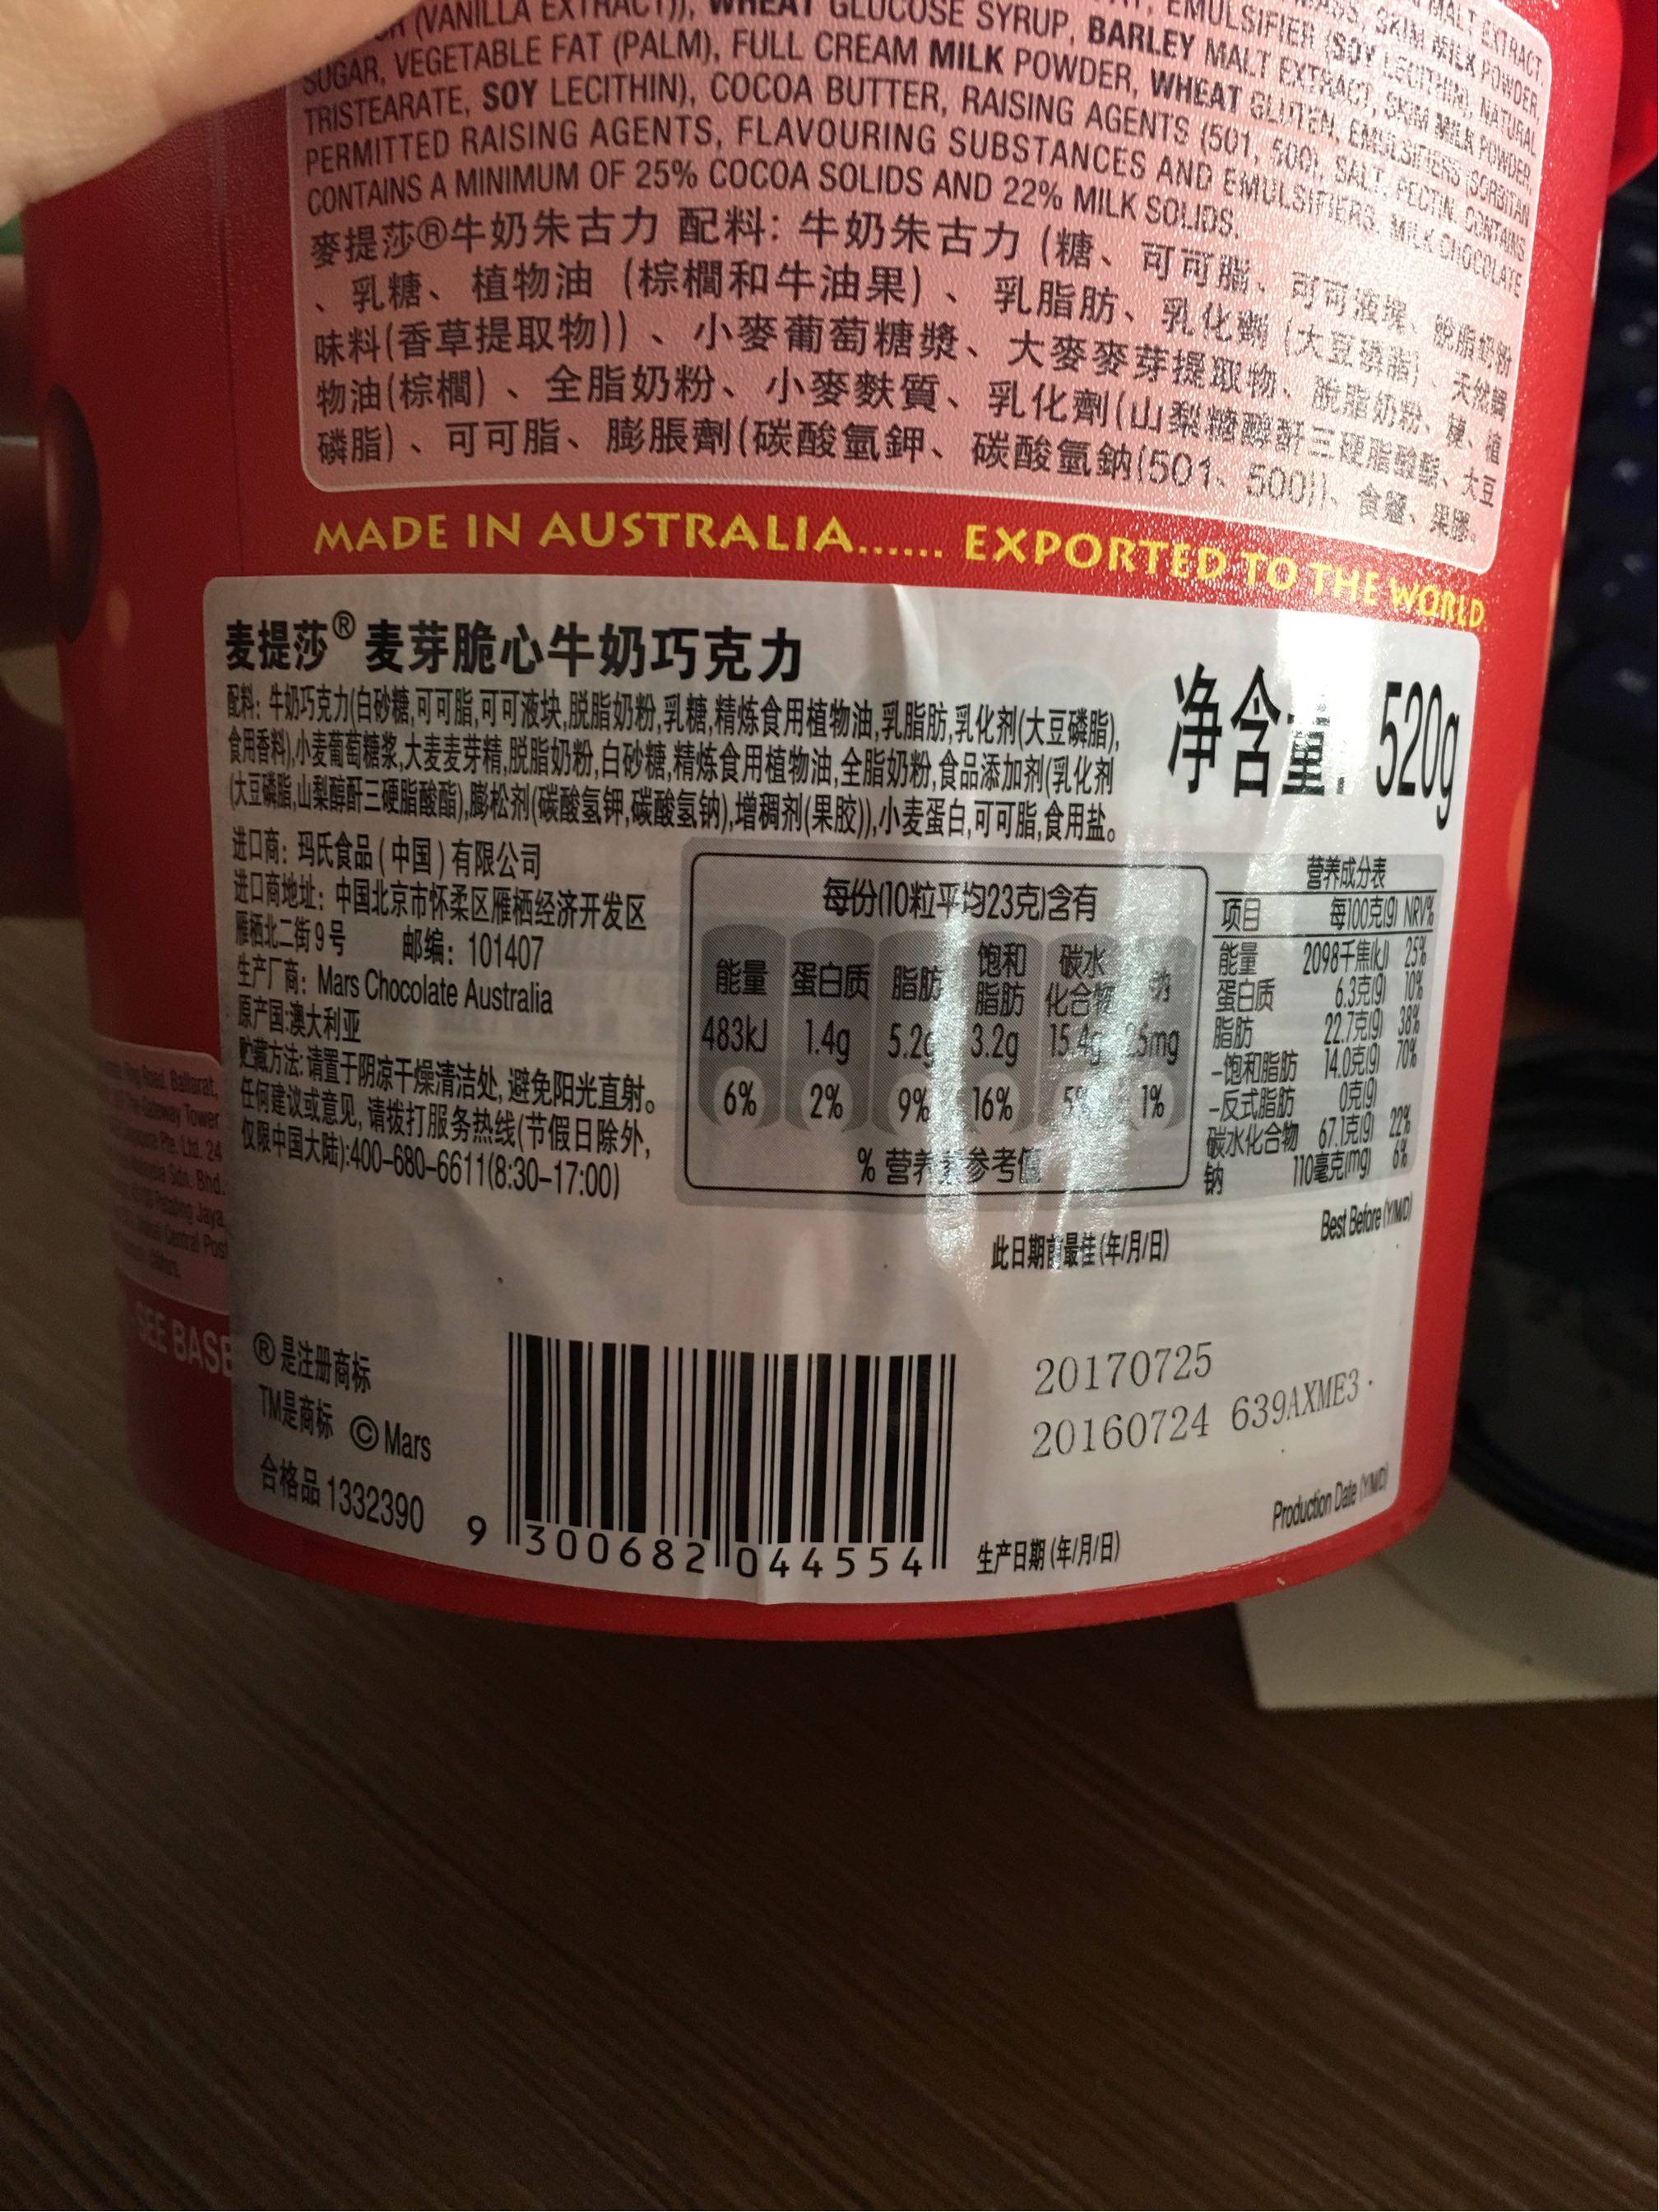 (VANILLA EXTRACT)), WHEAT GLUCOSE SYRUP, BARLEY MALT EXTRACT, SKIM MILK POWDER,
SUGAR, VEGETABLE FAT (PALM), FULL CREAM MILK POWDER, WHEAT GLUTEN, EMULSIFIERS (SORBITAN
TRISTEARATE, SOY LECITHIN), COCOA BUTTER, RAISING AGENTS (501, 500), SALT, PECTIN. CONTAINS
PERMITTED RAISING AGENTS, FLAVOURING SUBSTANCES AND EMULSIFIERS. MILK CHOCOLATE
CONTAINS A MINIMUM OF 25% COCOA SOLIDS AND 22% MILK SOLIDS.
麥提莎®牛奶朱古力 配料: 牛奶朱古力 (糖、可可脂、可可液塊、脫脂奶粉
、乳糖、植物油 (棕櫚和牛油果) 、乳脂肪、乳化劑 (大豆磷脂) 、天然調
味料(香草提取物)) 、小麥葡萄糖漿、大麥麥芽提取物、脫脂奶粉、糖、植
物油(棕櫚) 、全脂奶粉、小麥麩質、乳化劑(山梨糖醇酐三硬脂酸酯、大豆
磷脂) 、可可脂、膨脹劑(碳酸氫鉀、碳酸氫鈉(501、500))、食鹽、果膠。
MADE IN AUSTRALIA...... EXPORTED TO THE WORLD.
麦提莎® 麦芽脆心牛奶巧克力
配料: 牛奶巧克力(白砂糖,可可脂,可可液块,脱脂奶粉,乳糖,精炼食用植物油,乳脂肪,乳化剂(大豆磷脂),
食用香料),小麦葡萄糖浆,大麦麦芽精,脱脂奶粉,白砂糖,精炼食用植物油,全脂奶粉,食品添加剂(乳化剂
(大豆磷脂,山梨醇酐三硬脂酸酯),膨松剂(碳酸氢钾,碳酸氢钠),增稠剂(果胶)),小麦蛋白,可可脂,食用盐。
净含量: 520g
进口商: 玛氏食品 ( 中国 ) 有限公司
进口商地址: 中国北京市怀柔区雁栖经济开发区
雁栖北二街 9 号 邮编: 101407
生产厂商: Mars Chocolate Australia
原产国:澳大利亚
贮藏方法: 请置于阴凉干燥清洁处, 避免阳光直射。
任何建议或意见, 请拨打服务热线(节假日除外,
仅限中国大陆):400-680-6611(8:30-17:00)
每份(10粒平均23克)含有
能量 蛋白质 脂肪 饱和脂肪 碳水化合物 钠
483kJ 1.4g 5.2g 3.2g 15.4g 25mg
6% 2% 9% 16% 5% 1%
% 营养素参考值
营养成分表
项目 每100克(g) NRV%
能量 2098千焦(kJ) 25%
蛋白质 6.3克(g) 10%
脂肪 22.7克(g) 38%
-饱和脂肪 14.0克(g) 70%
-反式脂肪 0克(g)
碳水化合物 67.1克(g) 22%
钠 110毫克(mg) 6%
此日期前最佳 (年/月/日) Best Before (Y/M/D)
20170725
20160724 639AXME3
生产日期 (年/月/日) Production Date (Y/M/D)
® 是注册商标
TM是商标 © Mars
合格品 1332390
9 300682 044554
Road, Ballarat,
Gateway Tower
Pte. Ltd. 24
Sdn. Bhd.
Petaling Jaya,
Central Post
SEE BASE